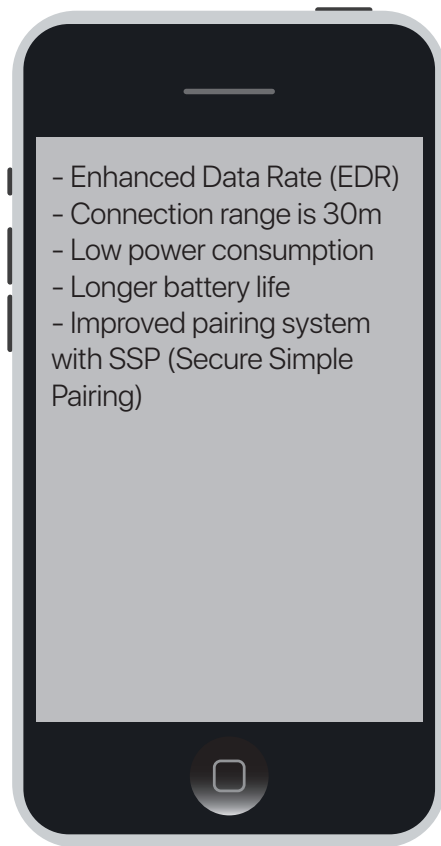 - Enhanced Data Rate (EDR)
- Connection range is 30m
- Low power consumption
- Longer battery life
- Improved pairing system
with SSP (Secure Simple
Pairing)